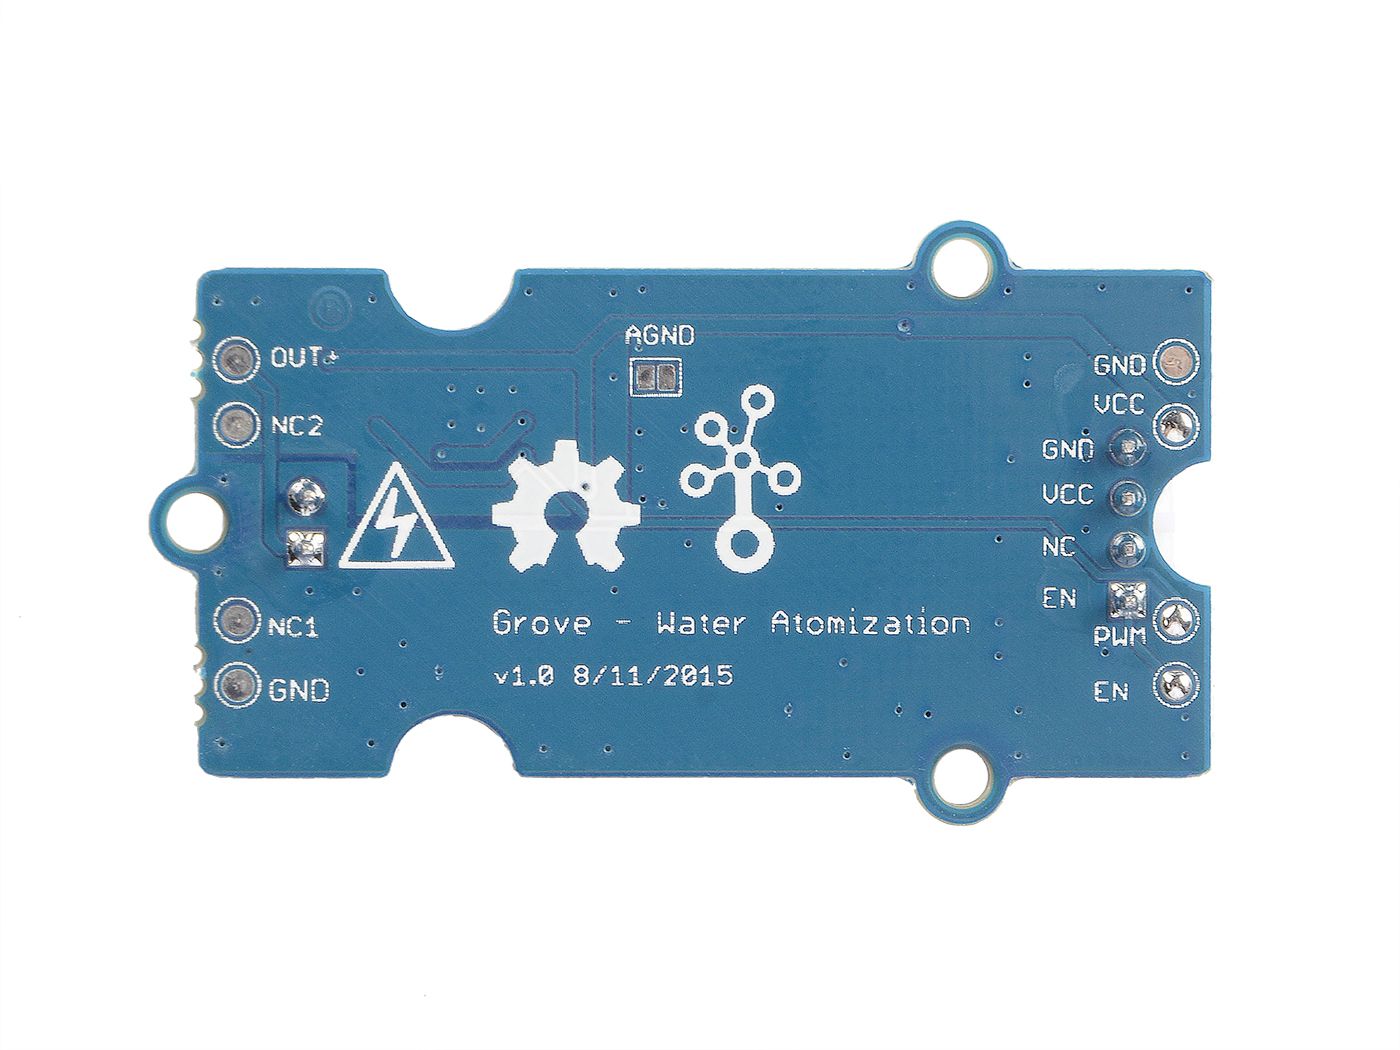 AGND
OUT+
NC2
NC1
GND
GND
VCC
GND
VCC
NC
EN
PWM
EN
Grove - Water Atomization
v1.0 8/11/2015